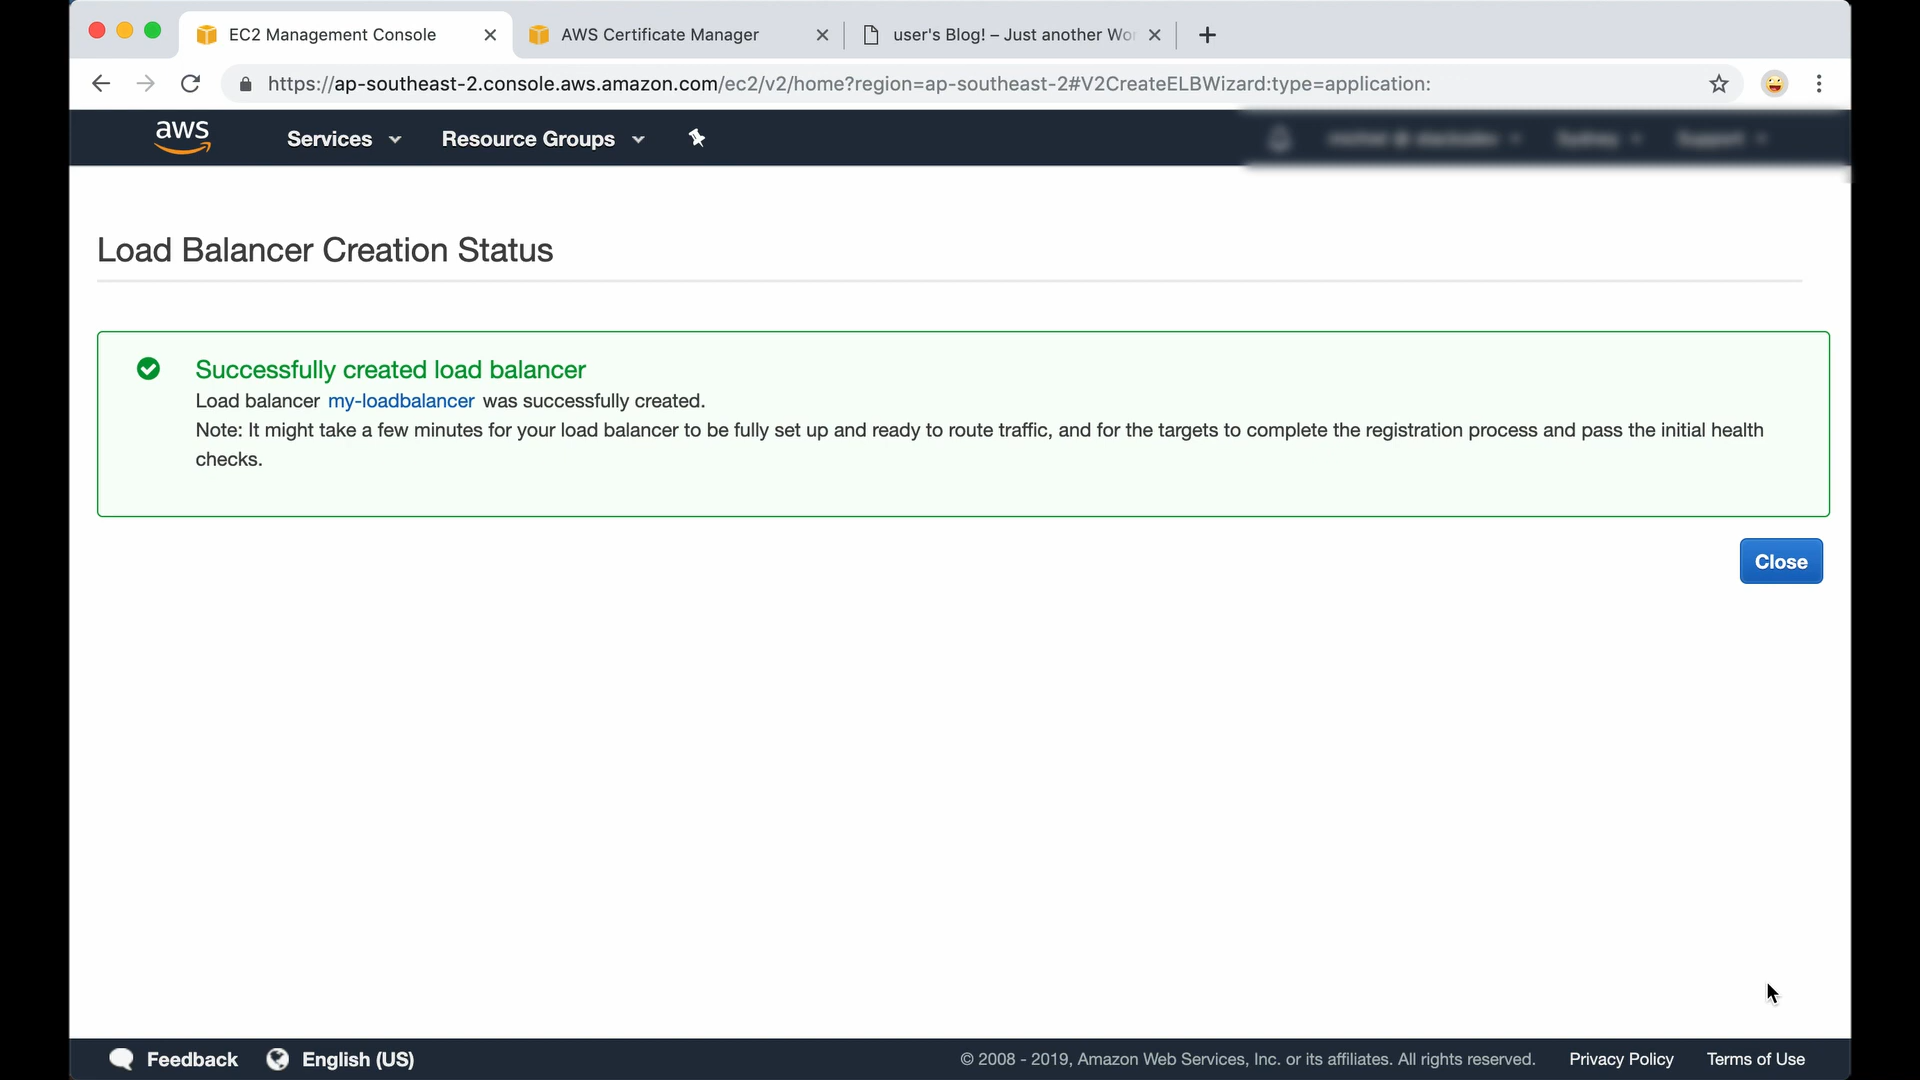 EC2 Management Console
AWS Certificate Manager
user's Blog! – Just another Wo
https://ap-southeast-2.console.aws.amazon.com/ec2/v2/home?region=ap-southeast-2#V2CreateELBWizard:type=application:
aws Services Resource Groups Sydney Support
Load Balancer Creation Status
Successfully created load balancer
Load balancer my-loadbalancer was successfully created.
Note: It might take a few minutes for your load balancer to be fully set up and ready to route traffic, and for the targets to complete the registration process and pass the initial health
checks.
Close
Feedback English (US) © 2008 - 2019, Amazon Web Services, Inc. or its affiliates. All rights reserved. Privacy Policy Terms of Use